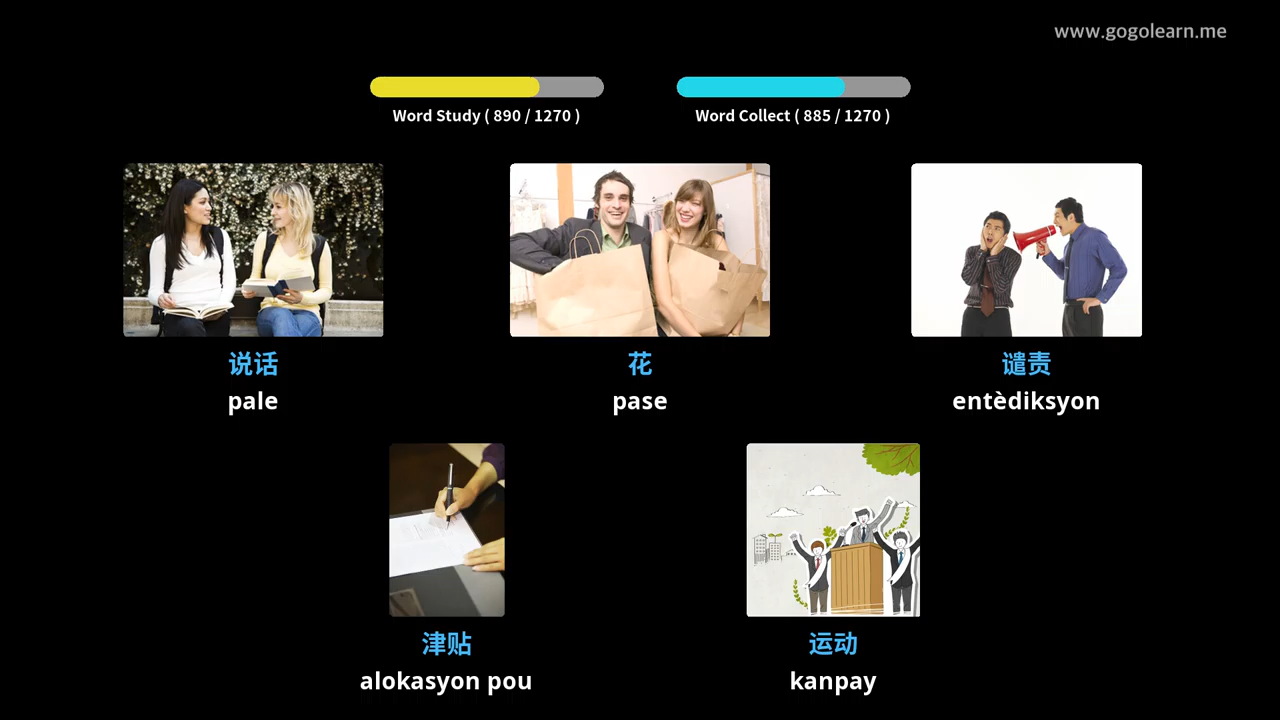 www.gogolearn.me
Word Study ( 890 / 1270 )
Word Collect ( 885 / 1270 )
说话
pale
花
pase
谴责
entèdiksyon
津贴
alokasyon pou
运动
kanpay